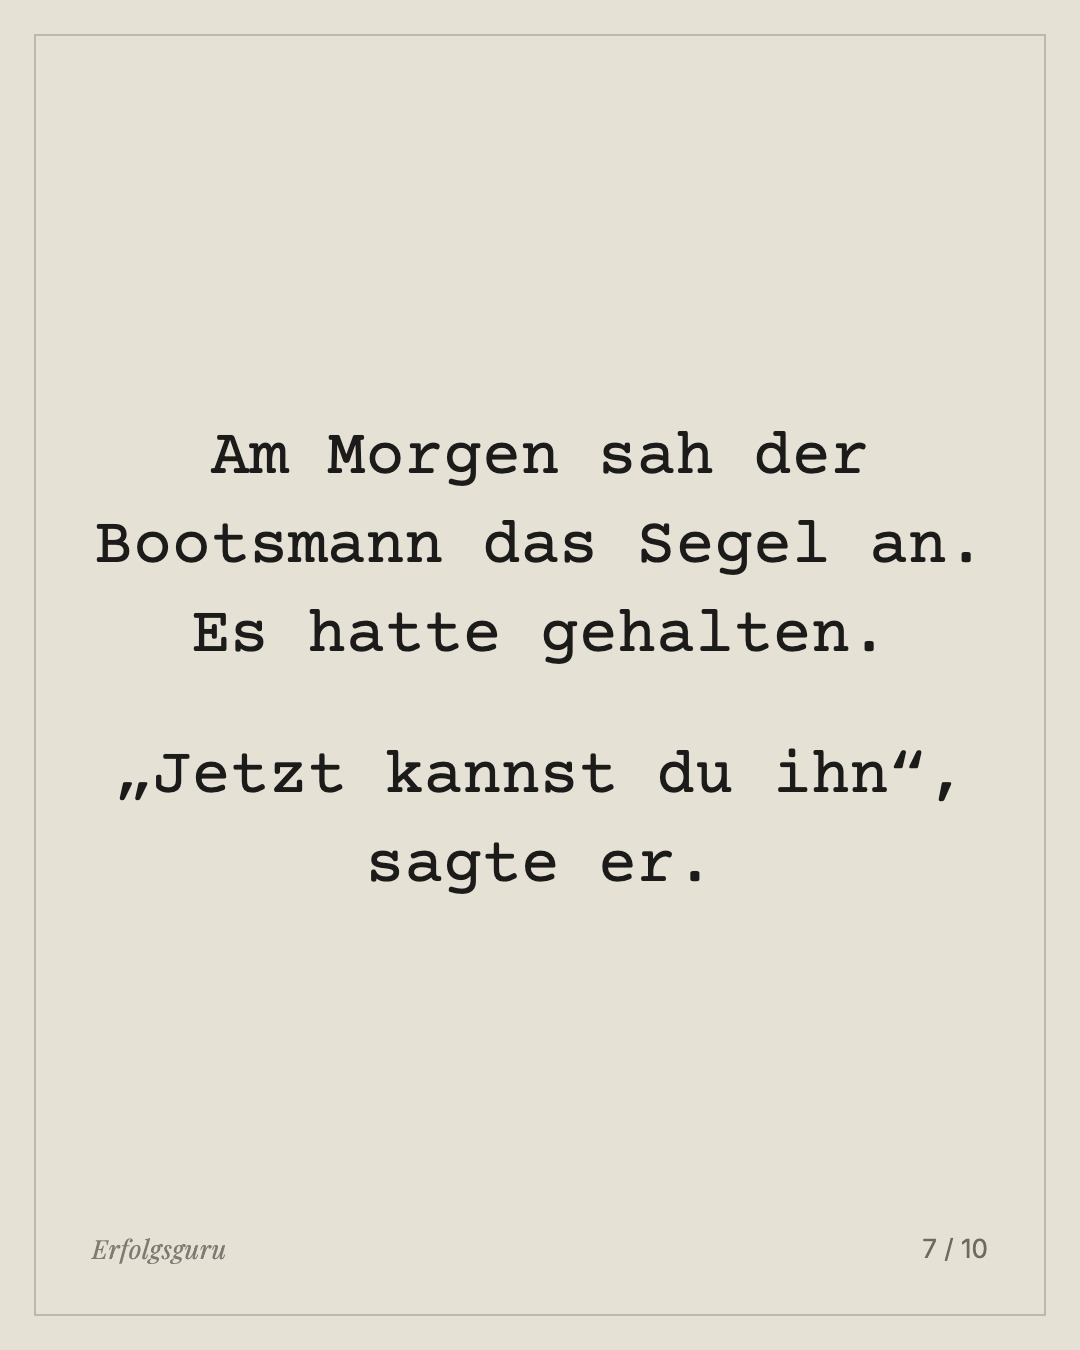 Am Morgen sah der
Bootsmann das Segel an.
Es hatte gehalten.
„Jetzt kannst du ihn“,
sagte er.
Erfolgsguru
7 / 10